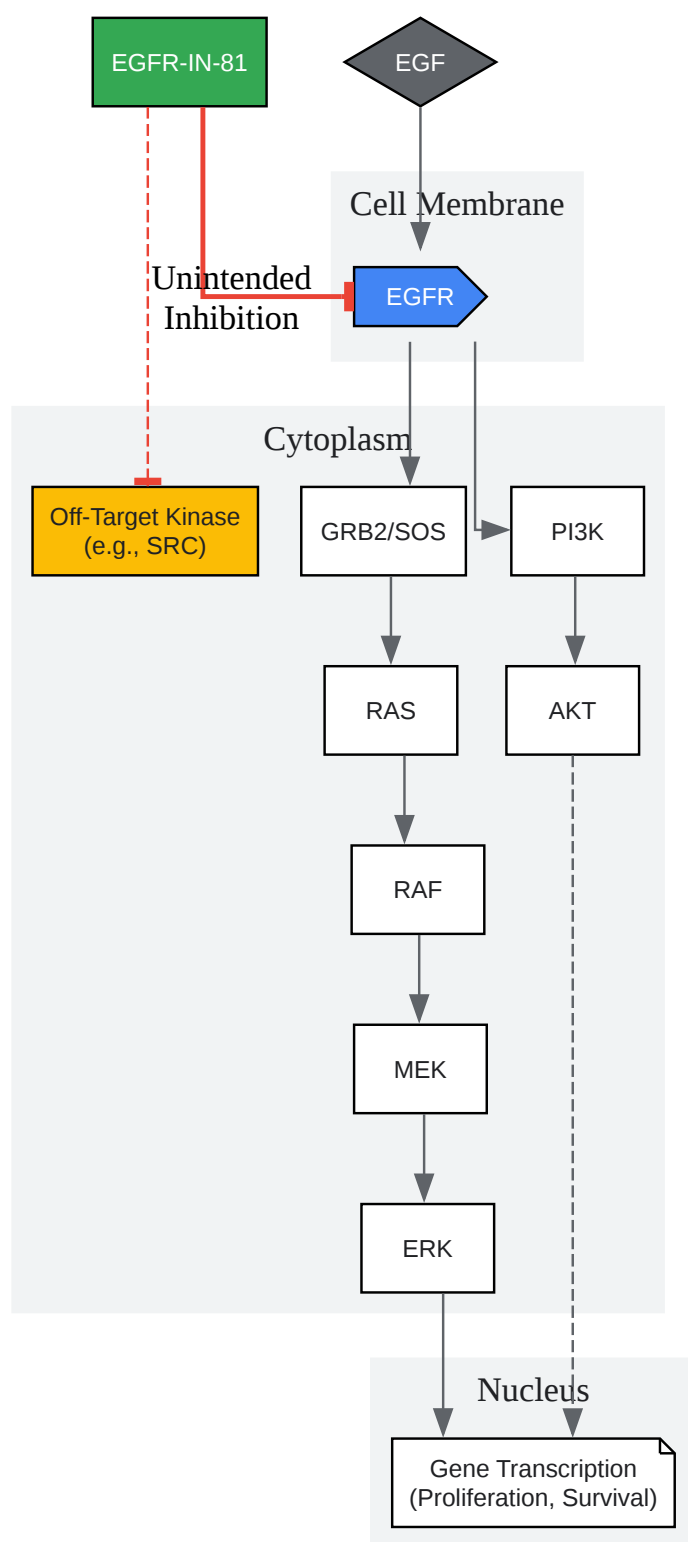 EGFR-IN-81
EGF
Cell Membrane
Unintended
Inhibition
EGFR
Cytoplasm
Off-Target Kinase
(e.g., SRC)
GRB2/SOS
PI3K
RAS
AKT
RAF
MEK
ERK
Nucleus
Gene Transcription
(Proliferation, Survival)